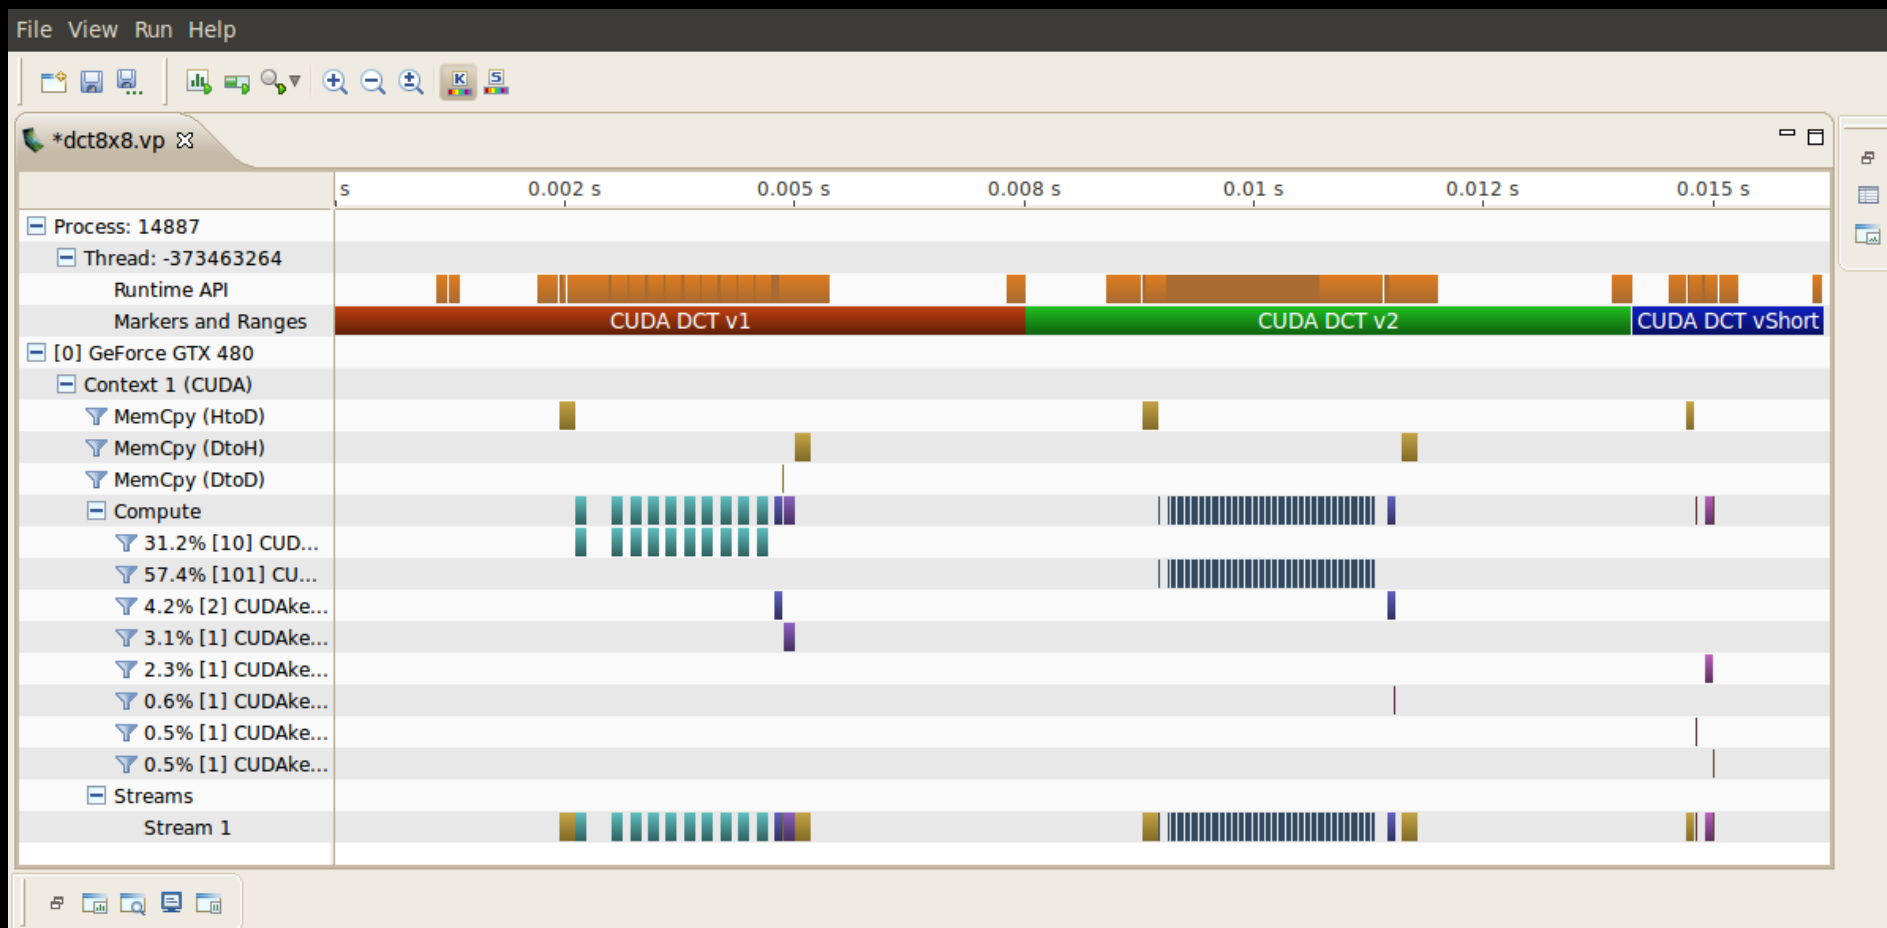 File View Run Help
K S
*dct8x8.vp
s 0.002 s 0.005 s 0.008 s 0.01 s 0.012 s 0.015 s
Process: 14887
Thread: -373463264
Runtime API
Markers and Ranges CUDA DCT v1 CUDA DCT v2 CUDA DCT vShort
[0] GeForce GTX 480
Context 1 (CUDA)
MemCpy (HtoD)
MemCpy (DtoH)
MemCpy (DtoD)
Compute
31.2% [10] CUD...
57.4% [101] CU...
4.2% [2] CUDAke...
3.1% [1] CUDAke...
2.3% [1] CUDAke...
0.6% [1] CUDAke...
0.5% [1] CUDAke...
0.5% [1] CUDAke...
Streams
Stream 1